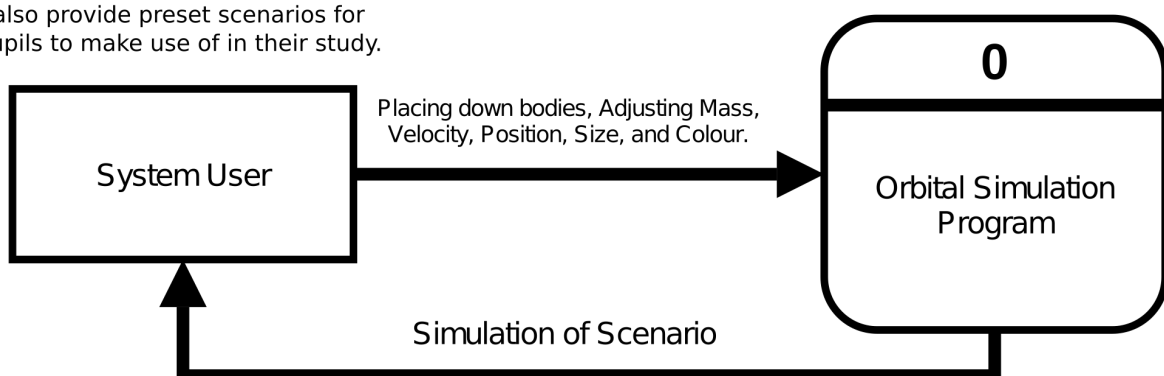 also provide preset scenarios for
upils to make use of in their study.
0
Placing down bodies, Adjusting Mass,
Velocity, Position, Size, and Colour.
System User
Orbital Simulation
Program
Simulation of Scenario